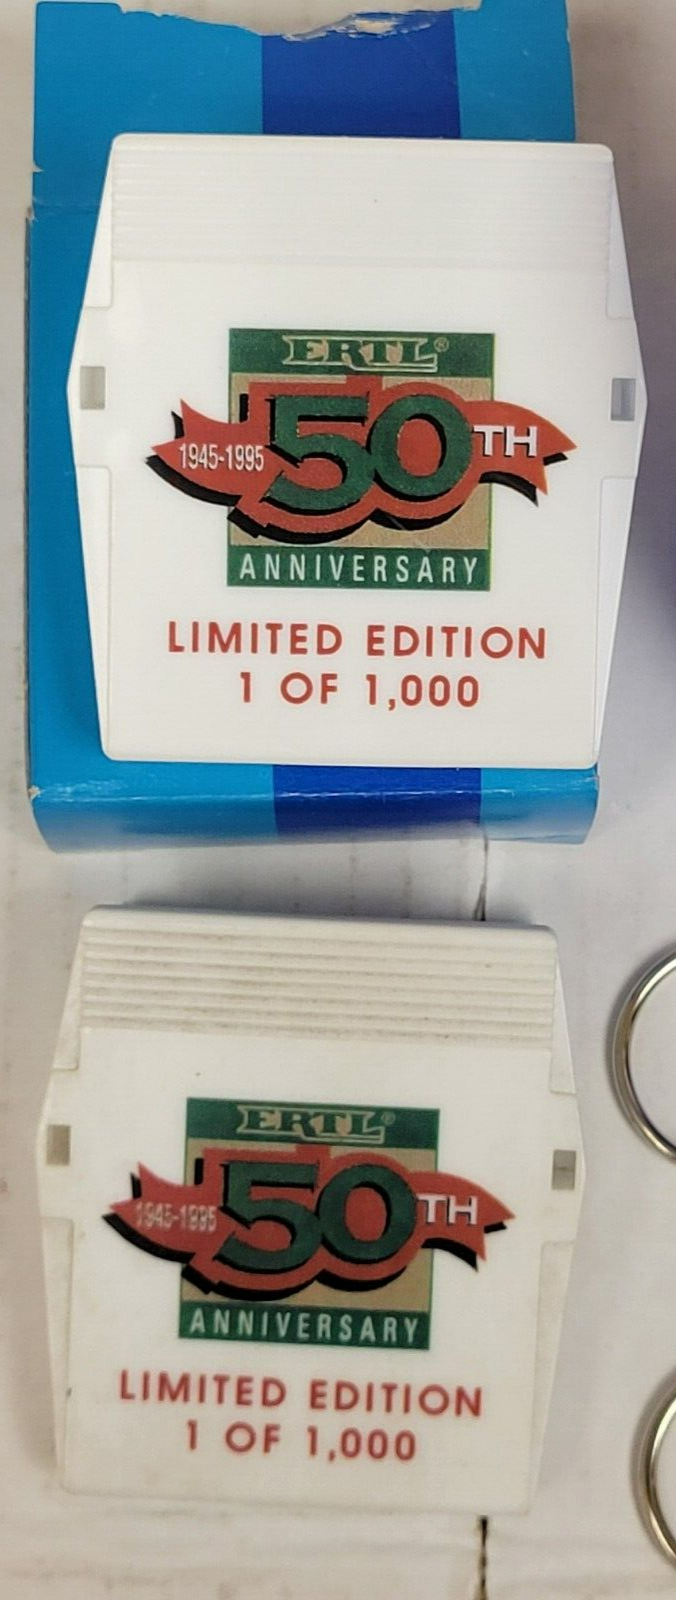 ERTL®
50TH
1945-1995
ANNIVERSARY
LIMITED EDITION
1 OF 1,000
ERTL®
50TH
1945-1995
ANNIVERSARY
LIMITED EDITION
1 OF 1,000